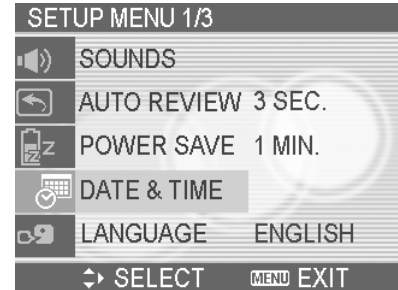 SETUP MENU 1/3
SOUNDS
AUTO REVIEW 3 SEC.
POWER SAVE 1 MIN.
DATE & TIME
LANGUAGE ENGLISH
SELECT MENU EXIT